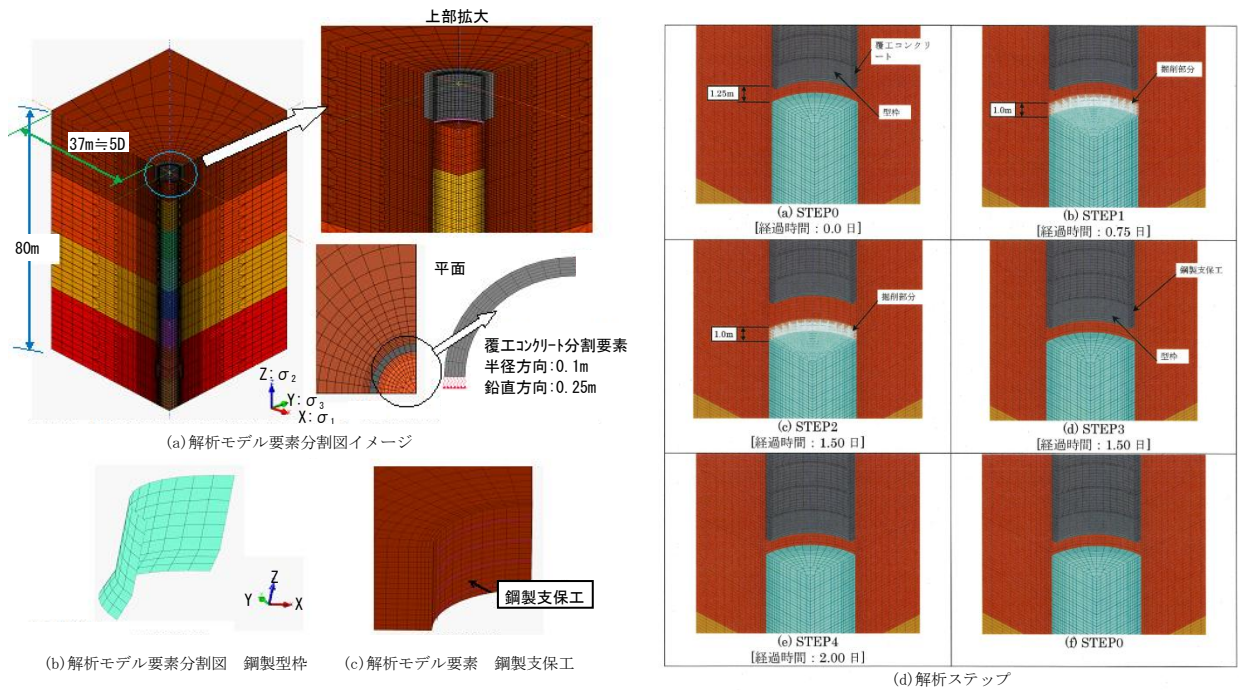 上部拡大
37m≒5D
80m
平面
覆工コンクリート分割要素
半径方向:0.1m
鉛直方向:0.25m
Z:σ2
Y:σ3
X:σ1
(a)解析モデル要素分割図イメージ
Z
Y
X
鋼製支保工
(b)解析モデル要素分割図 鋼製型枠
(c)解析モデル要素 鋼製支保工
覆工コンクリ
ート
1.25m
型枠
(a) STEP0
[経過時間：0.0 日]
掘削部分
1.0m
(b) STEP1
[経過時間：0.75 日]
掘削部分
1.0m
(c) STEP2
[経過時間：1.50 日]
鋼製支保工
型枠
(d) STEP3
[経過時間：1.50 日]
(e) STEP4
[経過時間：2.00 日]
(f) STEP0
(d)解析ステップ